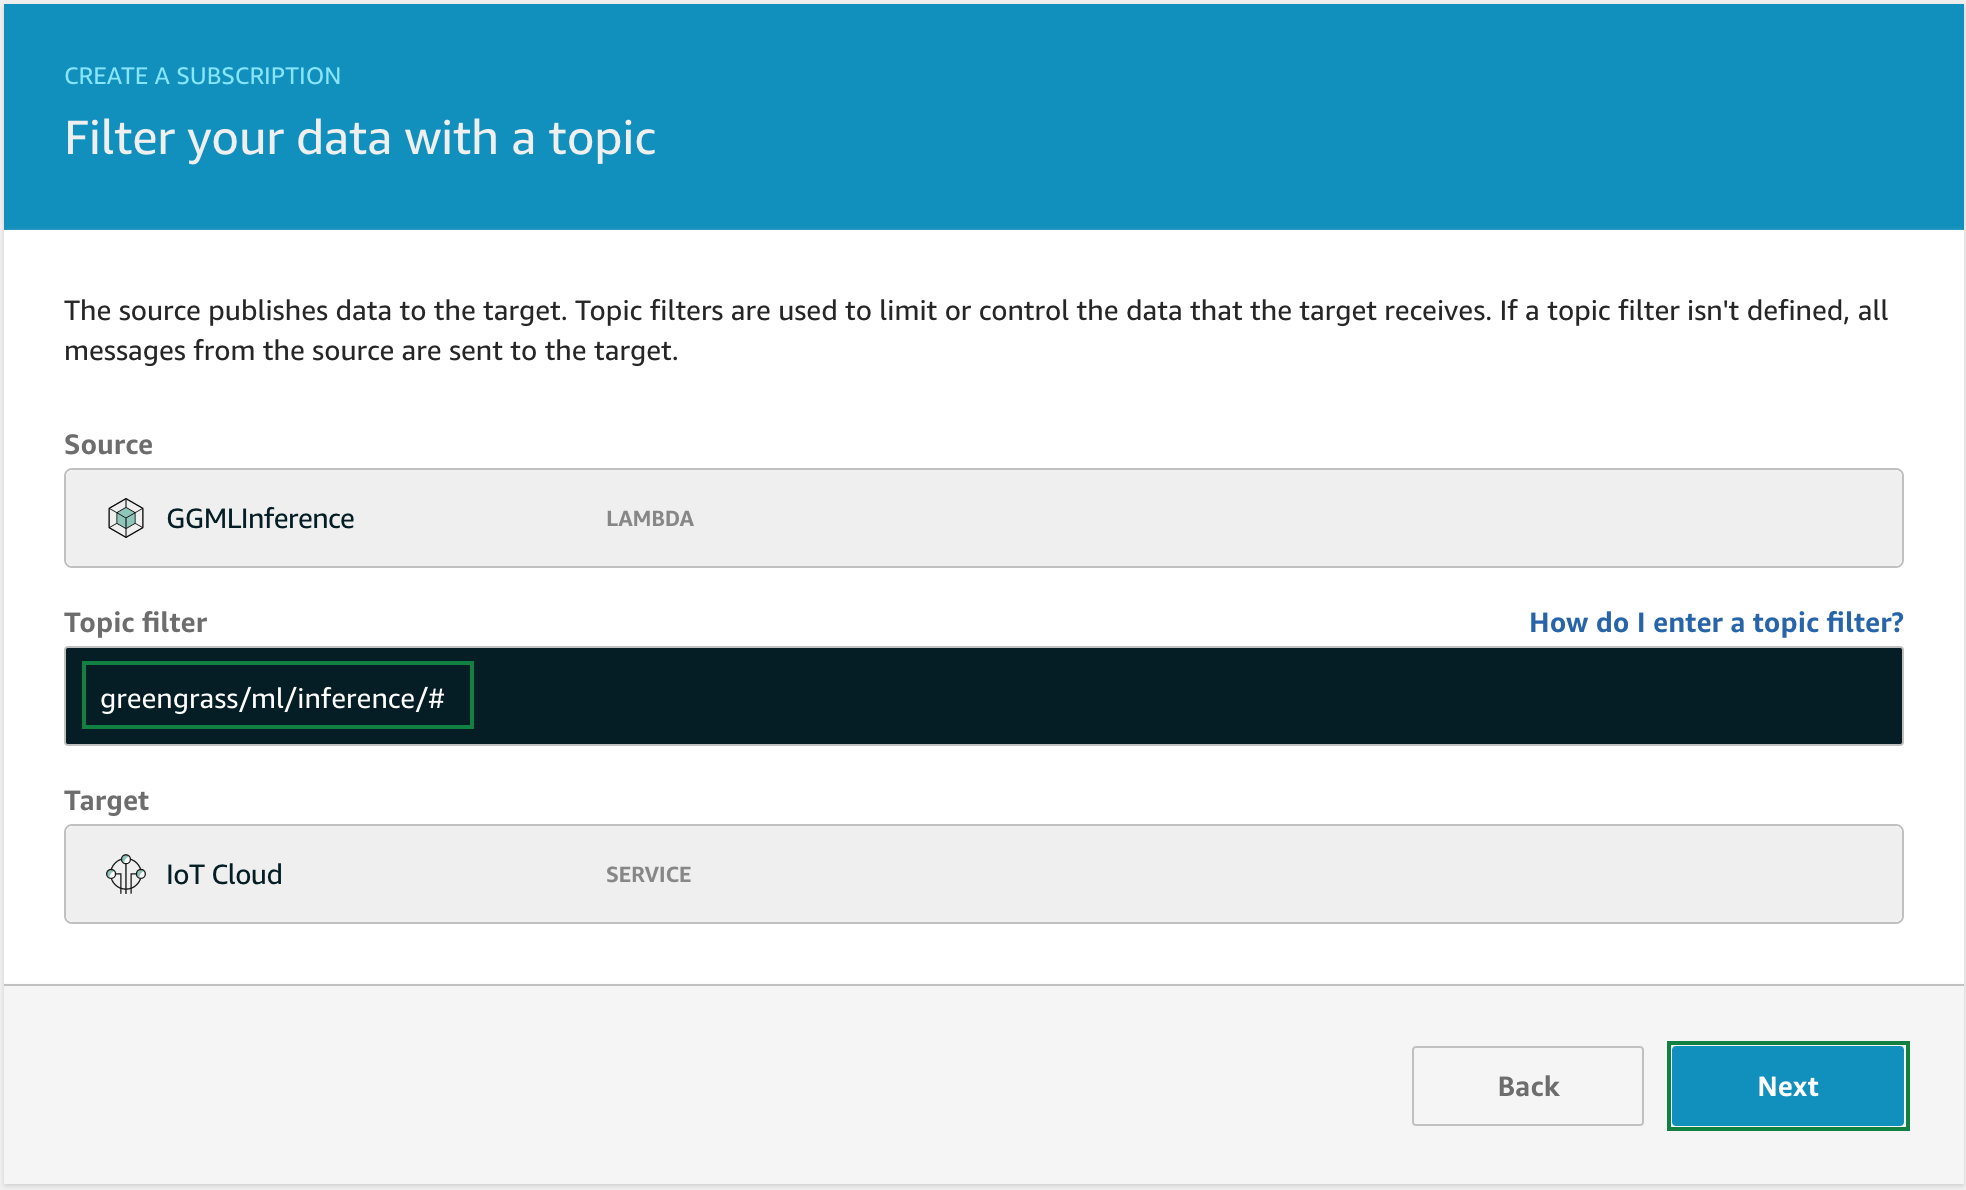 CREATE A SUBSCRIPTION
Filter your data with a topic
The source publishes data to the target. Topic filters are used to limit or control the data that the target receives. If a topic filter isn't defined, all
messages from the source are sent to the target.
Source
GGMLInference LAMBDA
Topic filter How do I enter a topic filter?
greengrass/ml/inference/#
Target
IoT Cloud SERVICE
Back Next